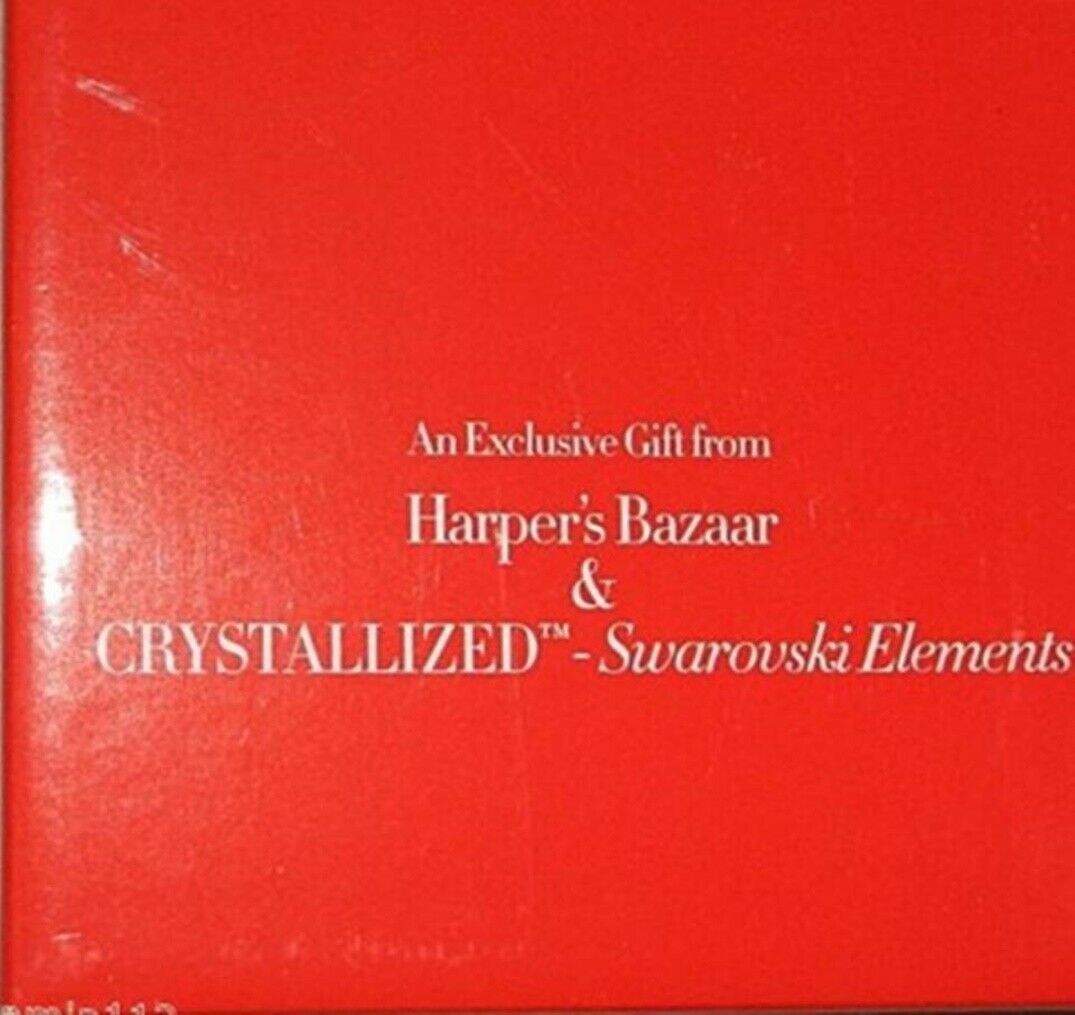 An Exclusive Gift from
Harper's Bazaar
&
CRYSTALLIZED™ - Swarovski Elements